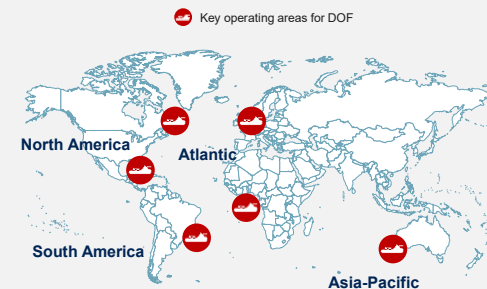 Key operating areas for DOF
North America
Atlantic
South America
Asia-Pacific